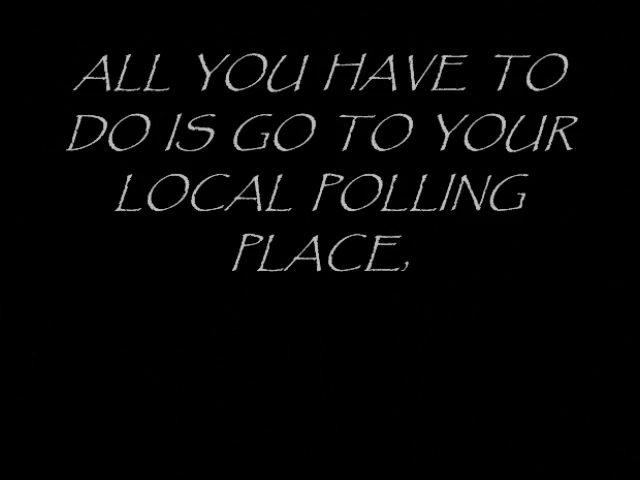 ALL YOU HAVE TO
DO IS GO TO YOUR
LOCAL POLLING
PLACE,